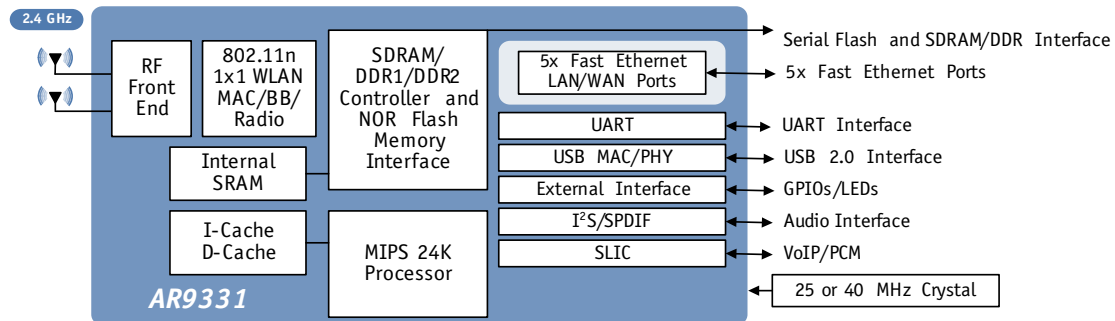 2.4 GHz
RF
Front
End
802.11n
1x1 WLAN
MAC/BB/
Radio
SDRAM/
DDR1/DDR2
Controller and
NOR Flash
Memory
Interface
Internal
SRAM
I-Cache
D-Cache
MIPS 24K
Processor
AR9331
5x Fast Ethernet
LAN/WAN Ports
UART
USB MAC/PHY
External Interface
I²S/SPDIF
SLIC
Serial Flash and SDRAM/DDR Interface
5x Fast Ethernet Ports
UART Interface
USB 2.0 Interface
GPIOs/LEDs
Audio Interface
VoIP/PCM
25 or 40 MHz Crystal